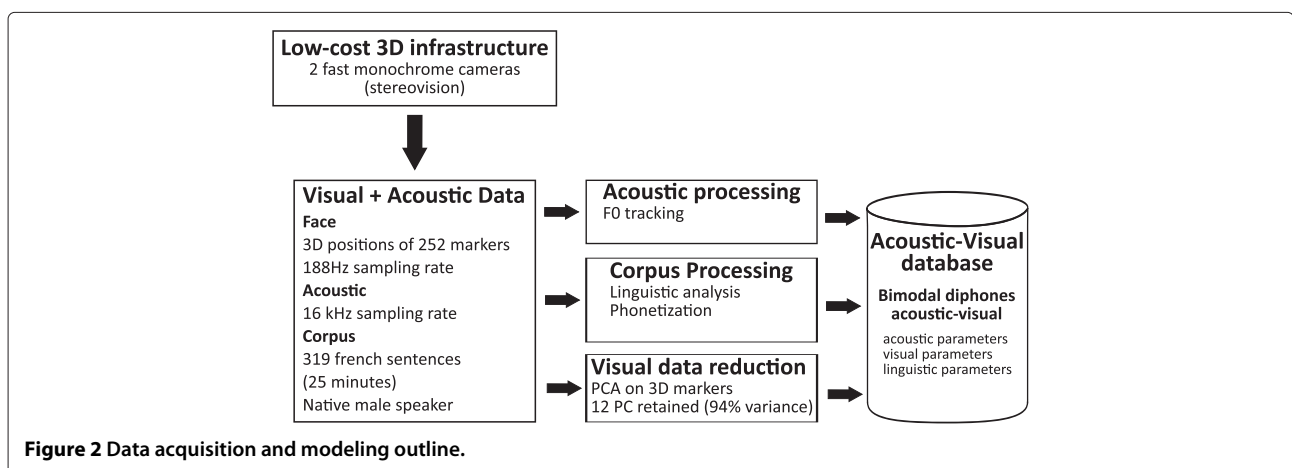 Low-cost 3D infrastructure
2 fast monochrome cameras
(stereovision)
Visual + Acoustic Data
Face
3D positions of 252 markers
188Hz sampling rate
Acoustic
16 kHz sampling rate
Corpus
319 french sentences
(25 minutes)
Native male speaker
Acoustic processing
F0 tracking
Corpus Processing
Linguistic analysis
Phonetization
Visual data reduction
PCA on 3D markers
12 PC retained (94% variance)
Acoustic-Visual
database
Bimodal diphones
acoustic-visual
acoustic parameters
visual parameters
linguistic parameters
Figure 2 Data acquisition and modeling outline.